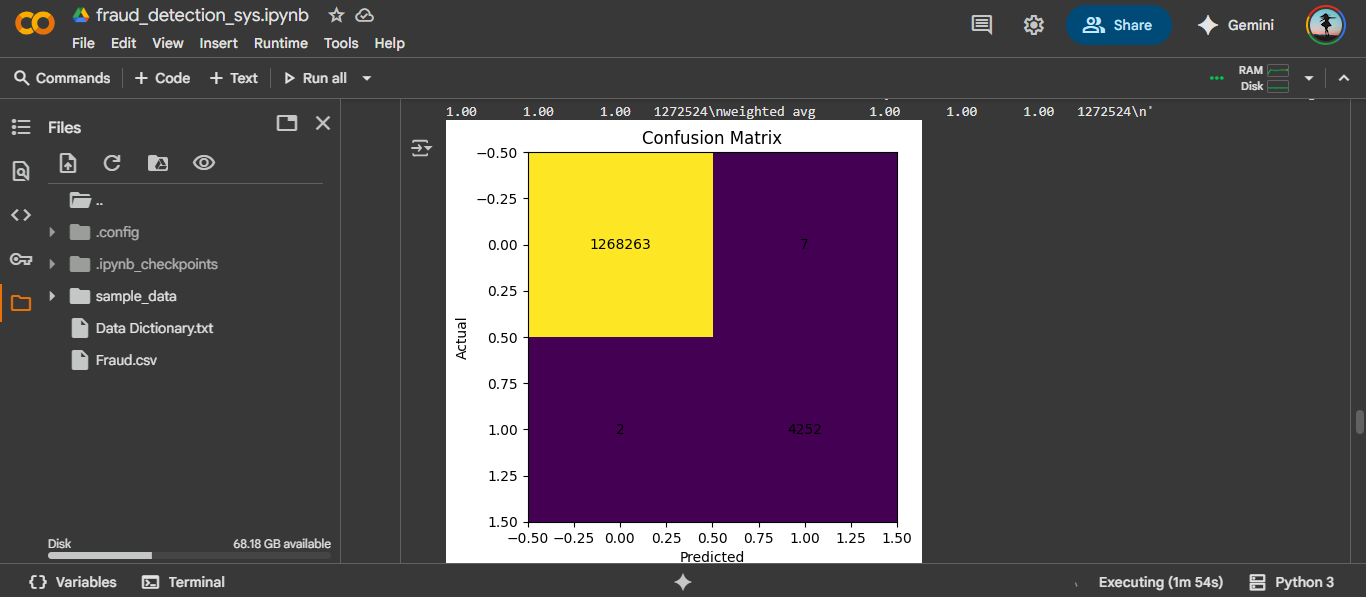 fraud_detection_sys.ipynb
File Edit View Insert Runtime Tools Help
Share
Gemini
Commands + Code + Text Run all
RAM
Disk
Files
..
.config
.ipynb_checkpoints
sample_data
Data Dictionary.txt
Fraud.csv
Disk 68.18 GB available
1.00 1.00 1.00 1272524\nweighted avg 1.00 1.00 1.00 1272524\n'
Confusion Matrix
−0.50
−0.25
0.00
0.25
0.50
0.75
1.00
1.25
1.50
Actual
1268263 7
2 4252
−0.50 −0.25 0.00 0.25 0.50 0.75 1.00 1.25 1.50
Predicted
Variables Terminal
Executing (1m 54s) Python 3